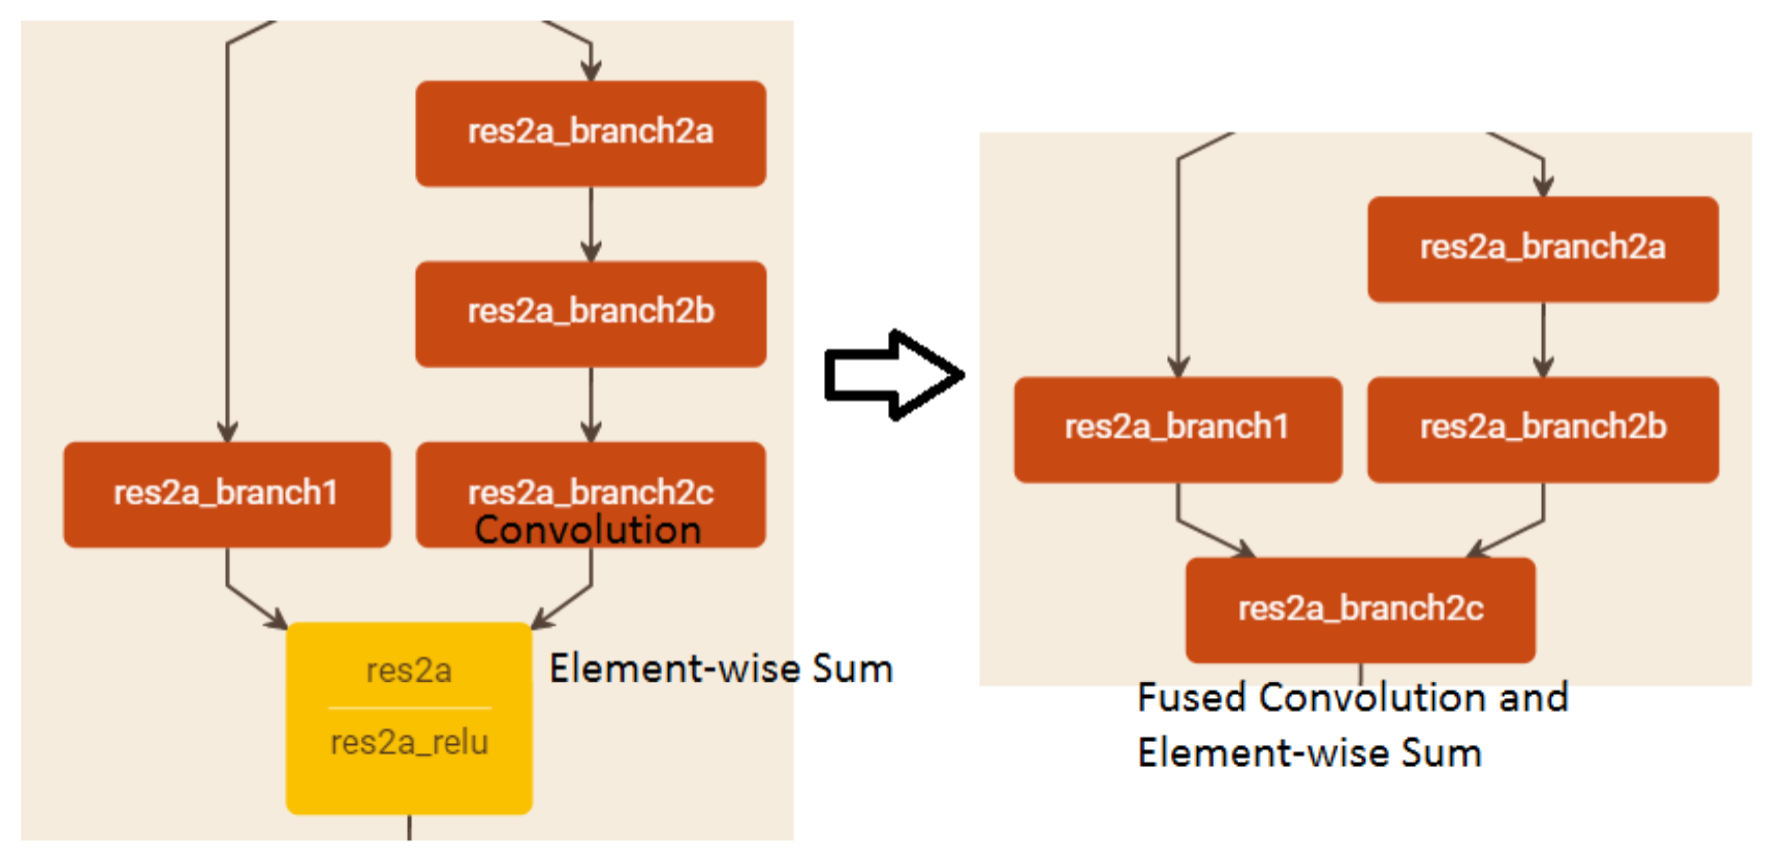 res2a_branch2a
res2a_branch2b
res2a_branch1
res2a_branch2c
Convolution
res2a
res2a_relu
Element-wise Sum
res2a_branch2a
res2a_branch1
res2a_branch2b
res2a_branch2c
Fused Convolution and
Element-wise Sum